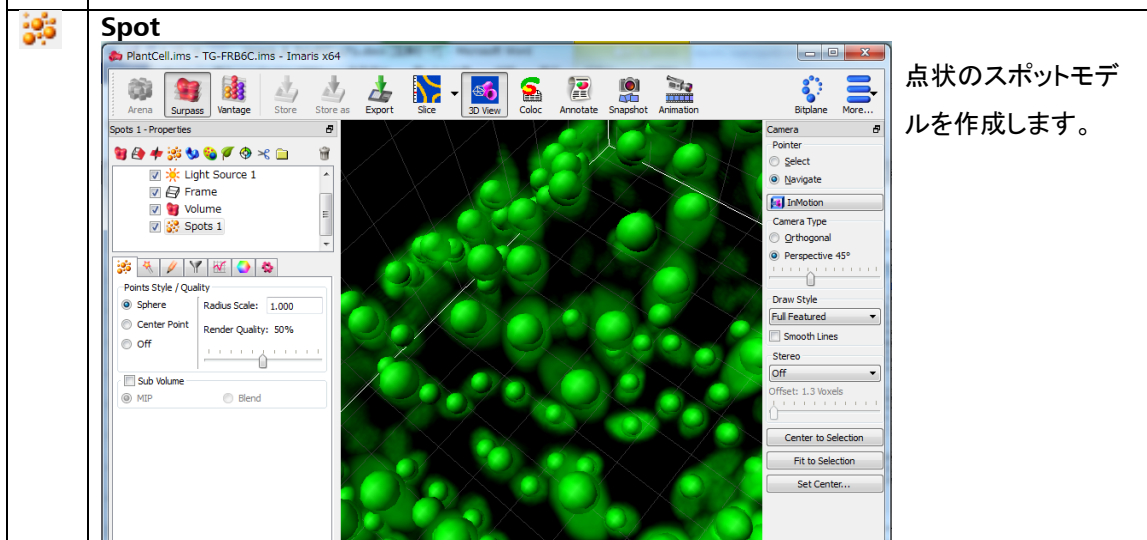 Spot
PlantCell.ims - TG-FRB6C.ims - Imaris x64
Arena Surpass Vantage Store Store as Export Slice 3D View Coloc Annotate Snapshot Animation Bitplane More...
Spots 1 - Properties
Light Source 1
Frame
Volume
Spots 1
Points Style / Quality
Sphere Radius Scale: 1.000
Center Point Render Quality: 50%
Off
Sub Volume
MIP Blend
Camera
Pointer
Select
Navigate
InMotion
Camera Type
Orthogonal
Perspective 45°
Draw Style
Full Featured
Smooth Lines
Stereo
Off
Offset: 1.3 Voxels
Center to Selection
Fit to Selection
Set Center...
点状のスポットモデ
ルを作成します。